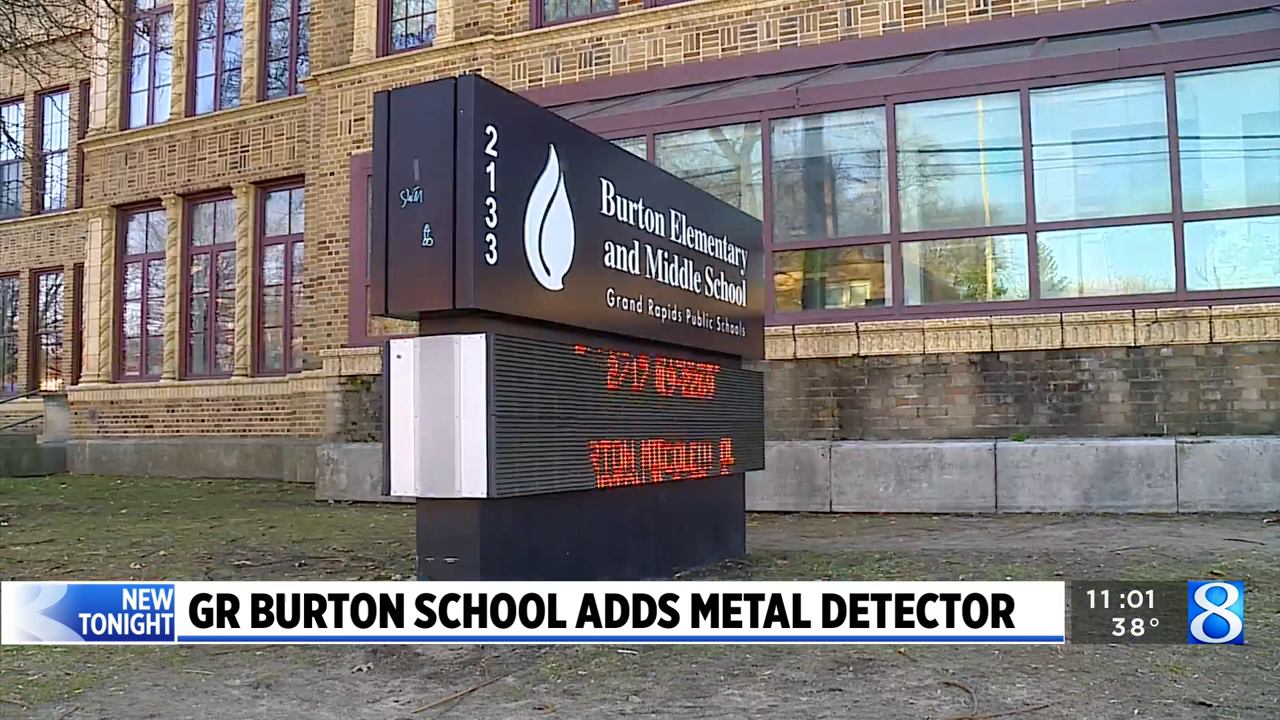 2133
Burton Elementary
and Middle School
Grand Rapids Public Schools
NEW
TONIGHT
GR BURTON SCHOOL ADDS METAL DETECTOR
11:01
38°
8